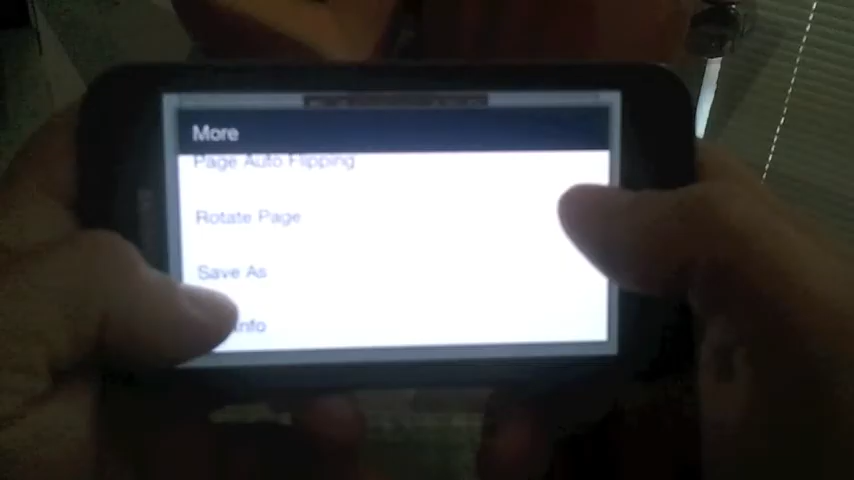 More
Page Auto Flipping
Rotate Page
Save As
Info